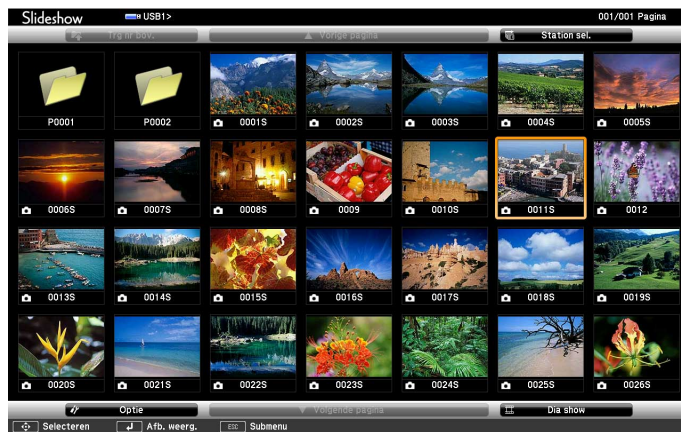 Slideshow USB1> 001/001 Pagina
Trg nr bov. ▲ Vorige pagina Station sel.
P0001 P0002 0001S 0002S 0003S 0004S 0005S
0006S 0007S 0008S 0009 0010S 0011S 0012
0013S 0014S 0015S 0016S 0017S 0018S 0019S
0020S 0021S 0022S 0023S 0024S 0025S 0026S
Optie ▼ Volgende pagina Dia show
Selecteren Afb. weerg. ESC Submenu